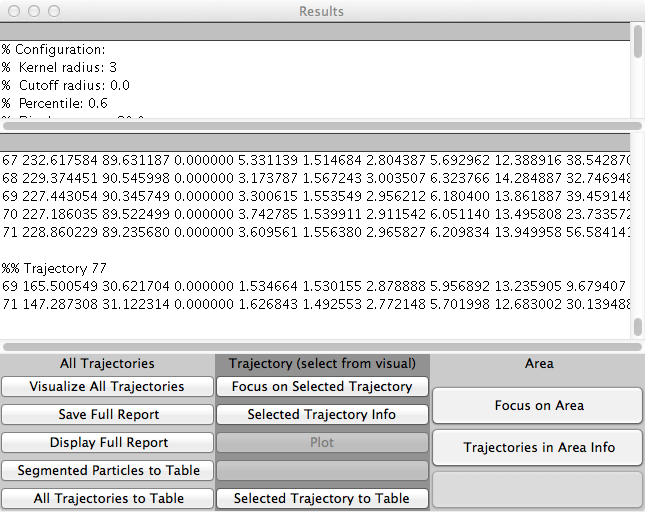 Results
% Configuration:
%  Kernel radius: 3
%  Cutoff radius: 0.0
%  Percentile: 0.6
67 232.617584 89.631187 0.000000 5.331139 1.514684 2.804387 5.692962 12.388916 38.542870
68 229.374451 90.545998 0.000000 3.173787 1.567243 3.003507 6.323766 14.284887 32.746948
69 227.443054 90.345749 0.000000 3.300615 1.553549 2.956212 6.180400 13.861887 39.459148
70 227.186035 89.522499 0.000000 3.742785 1.539911 2.911542 6.051140 13.495808 23.733572
71 228.860229 89.235680 0.000000 3.609561 1.556380 2.965827 6.209834 13.949958 56.584141
%% Trajectory 77
69 165.500549 30.621704 0.000000 1.534664 1.530155 2.878888 5.956892 13.235905 9.679407
71 147.287308 31.122314 0.000000 1.626843 1.492553 2.772148 5.701998 12.683002 30.139488
All Trajectories
Visualize All Trajectories
Save Full Report
Display Full Report
Segmented Particles to Table
All Trajectories to Table
Trajectory (select from visual)
Focus on Selected Trajectory
Selected Trajectory Info
Plot
Selected Trajectory to Table
Area
Focus on Area
Trajectories in Area Info